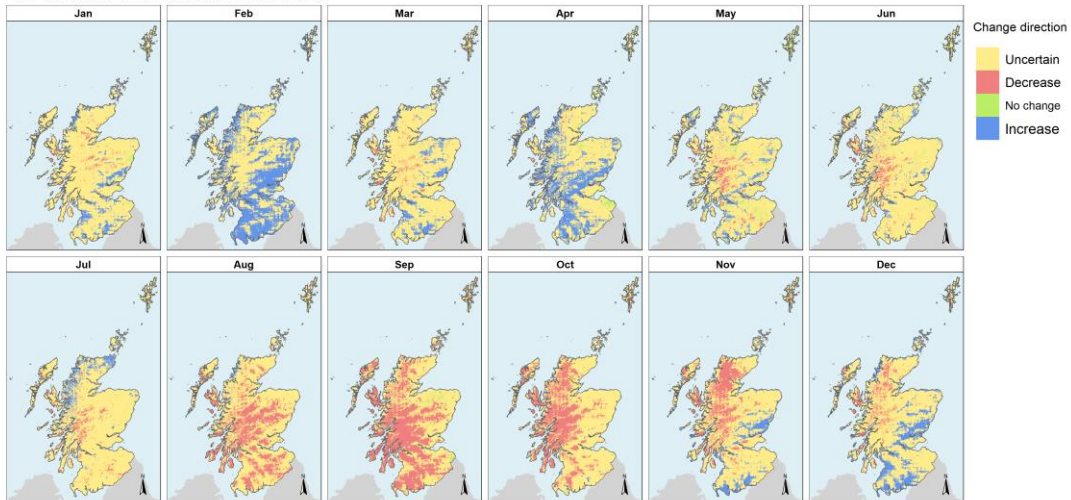 Jan
Feb
Mar
Apr
May
Jun
Change direction
Uncertain
Decrease
No change
Increase
N
N
N
N
N
N
Jul
Aug
Sep
Oct
Nov
Dec
N
N
N
N
N
N